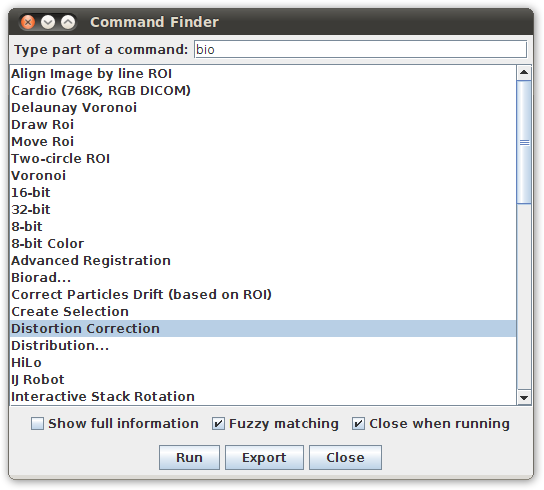 Command Finder
Type part of a command: bio
Align Image by line ROI
Cardio (768K, RGB DICOM)
Delaunay Voronoi
Draw Roi
Move Roi
Two-circle ROI
Voronoi
16-bit
32-bit
8-bit
8-bit Color
Advanced Registration
Biorad...
Correct Particles Drift (based on ROI)
Create Selection
Distortion Correction
Distribution...
HiLo
IJ Robot
Interactive Stack Rotation
Show full information Fuzzy matching Close when running
Run Export Close